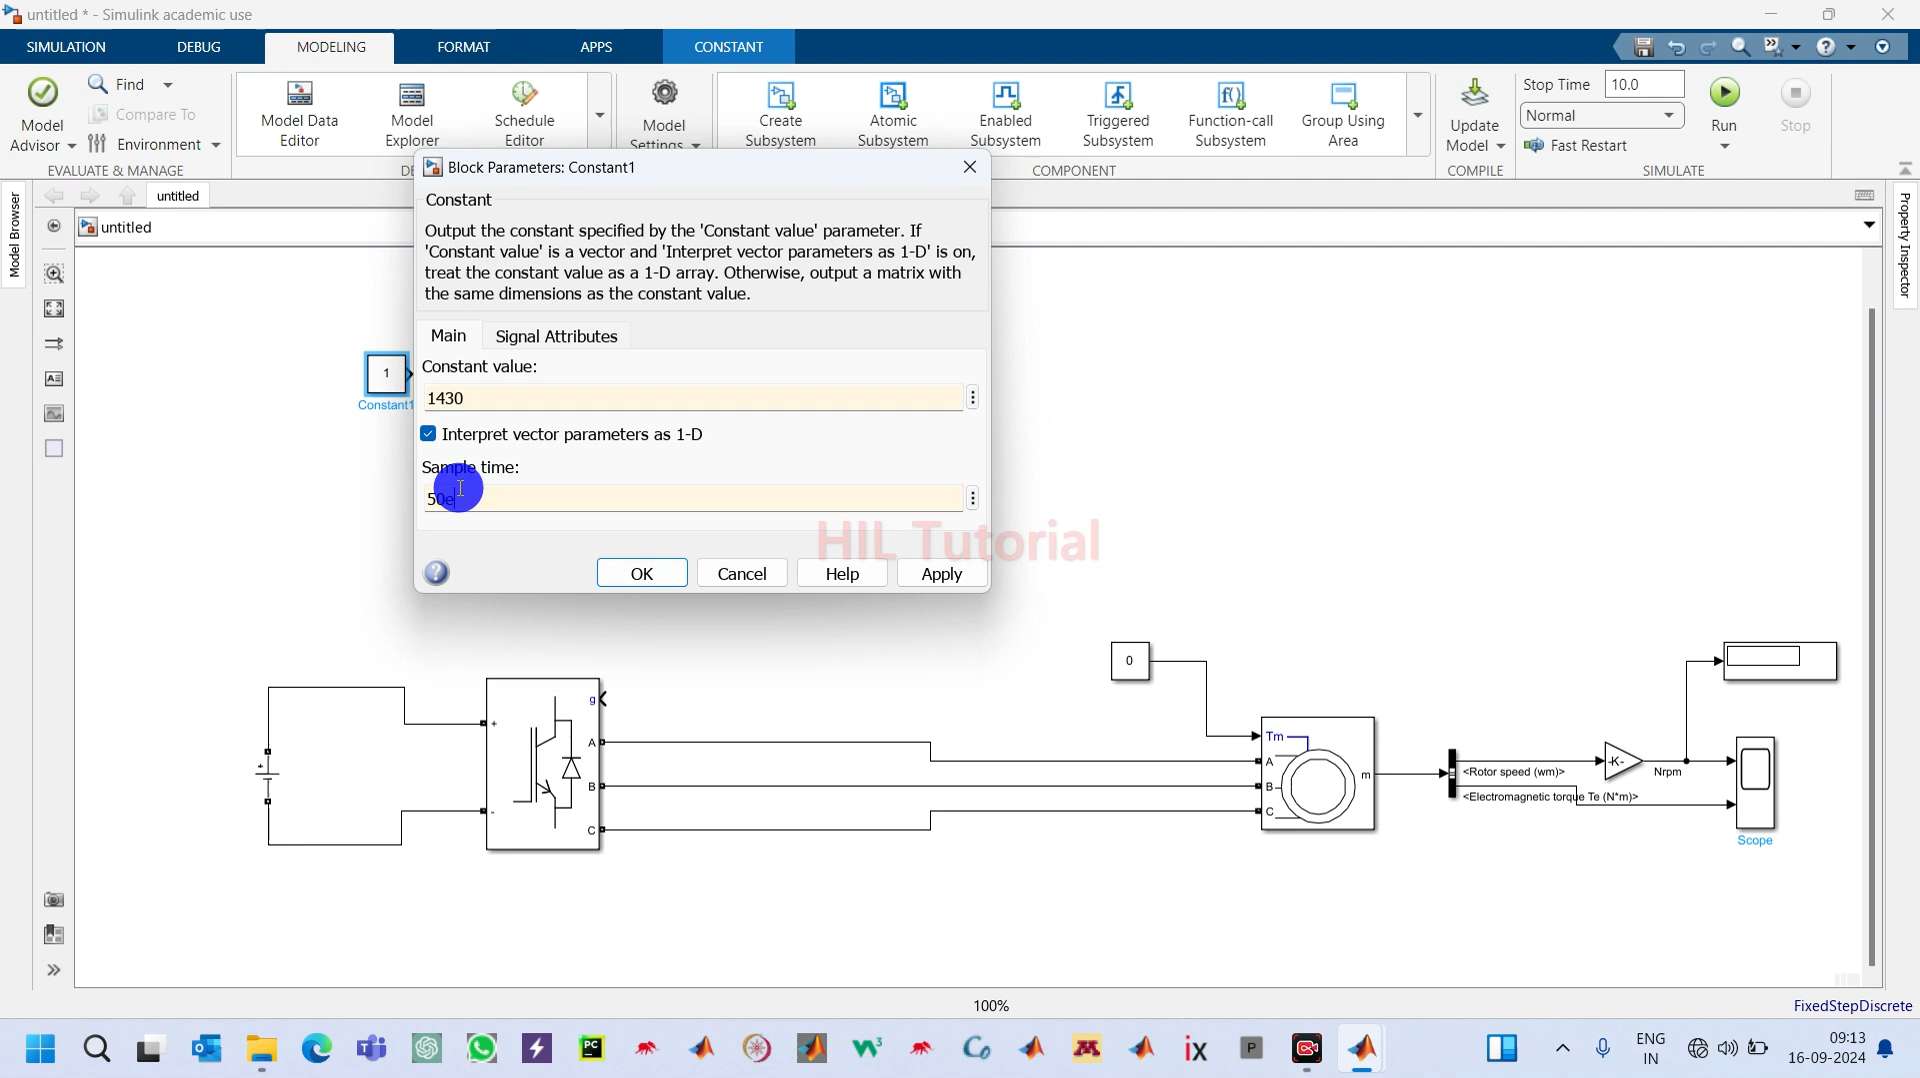 untitled * - Simulink academic use
SIMULATION
DEBUG
MODELING
FORMAT
APPS
CONSTANT
Model
Advisor
Find
Compare To
Environment
Model Data
Editor
Model
Explorer
Schedule
Editor
Model
Settings
Create
Subsystem
Atomic
Subsystem
Enabled
Subsystem
Triggered
Subsystem
Function-call
Subsystem
Group Using
Area
Update
Model
Stop Time
10.0
Normal
Fast Restart
Run
Stop
EVALUATE & MANAGE
DE
COMPONENT
COMPILE
SIMULATE
Model Browser
untitled
untitled
Property Inspector
Block Parameters: Constant1
Constant
Output the constant specified by the 'Constant value' parameter. If
'Constant value' is a vector and 'Interpret vector parameters as 1-D' is on,
treat the constant value as a 1-D array. Otherwise, output a matrix with
the same dimensions as the constant value.
Main
Signal Attributes
Constant value:
1430
Interpret vector parameters as 1-D
Sample time:
50e
OK
Cancel
Help
Apply
HIL Tutorial
1
Constant1
0
g
+
A
B
-
C
Tm
A
B
C
m
<Rotor speed (wm)>
<Electromagnetic torque Te (N*m)>
-K-
Nrpm
Scope
100%
FixedStepDiscrete
PC
W3
Co
M
ix
P
ENG
IN
09:13
16-09-2024